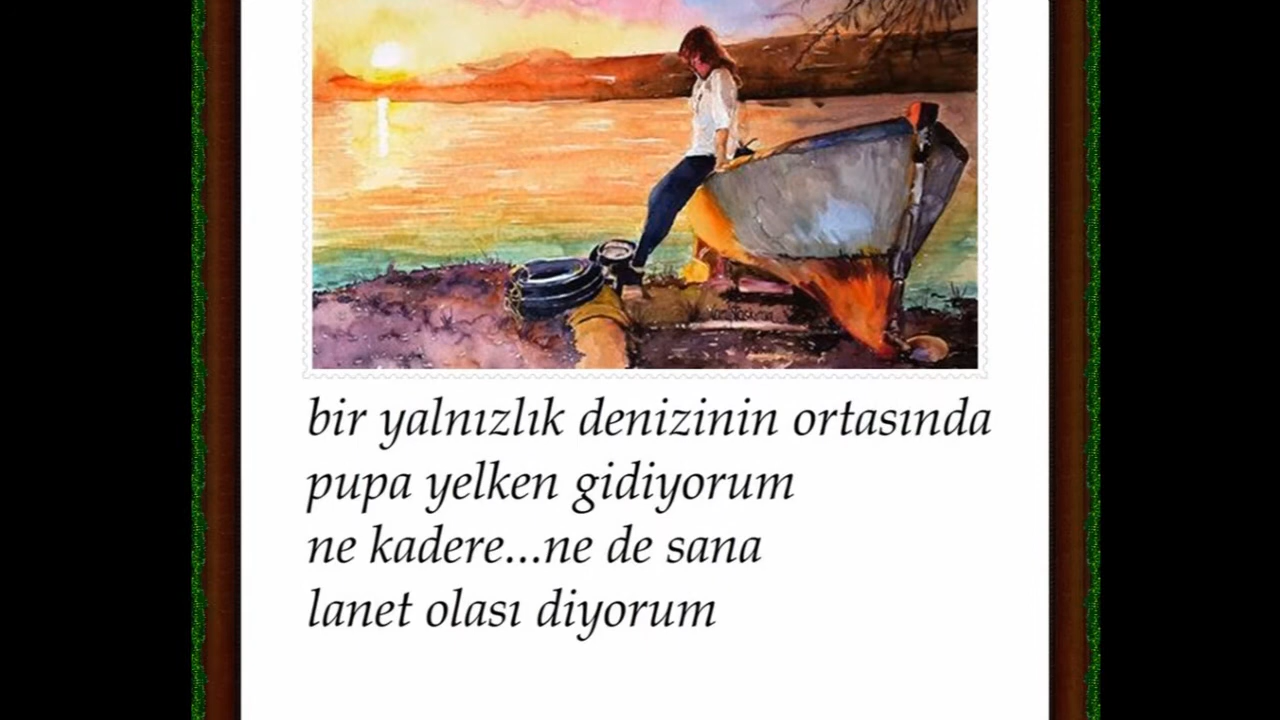 bir yalnızlık denizinin ortasında
pupa yelken gidiyorum
ne kadere...ne de sana
lanet olası diyorum